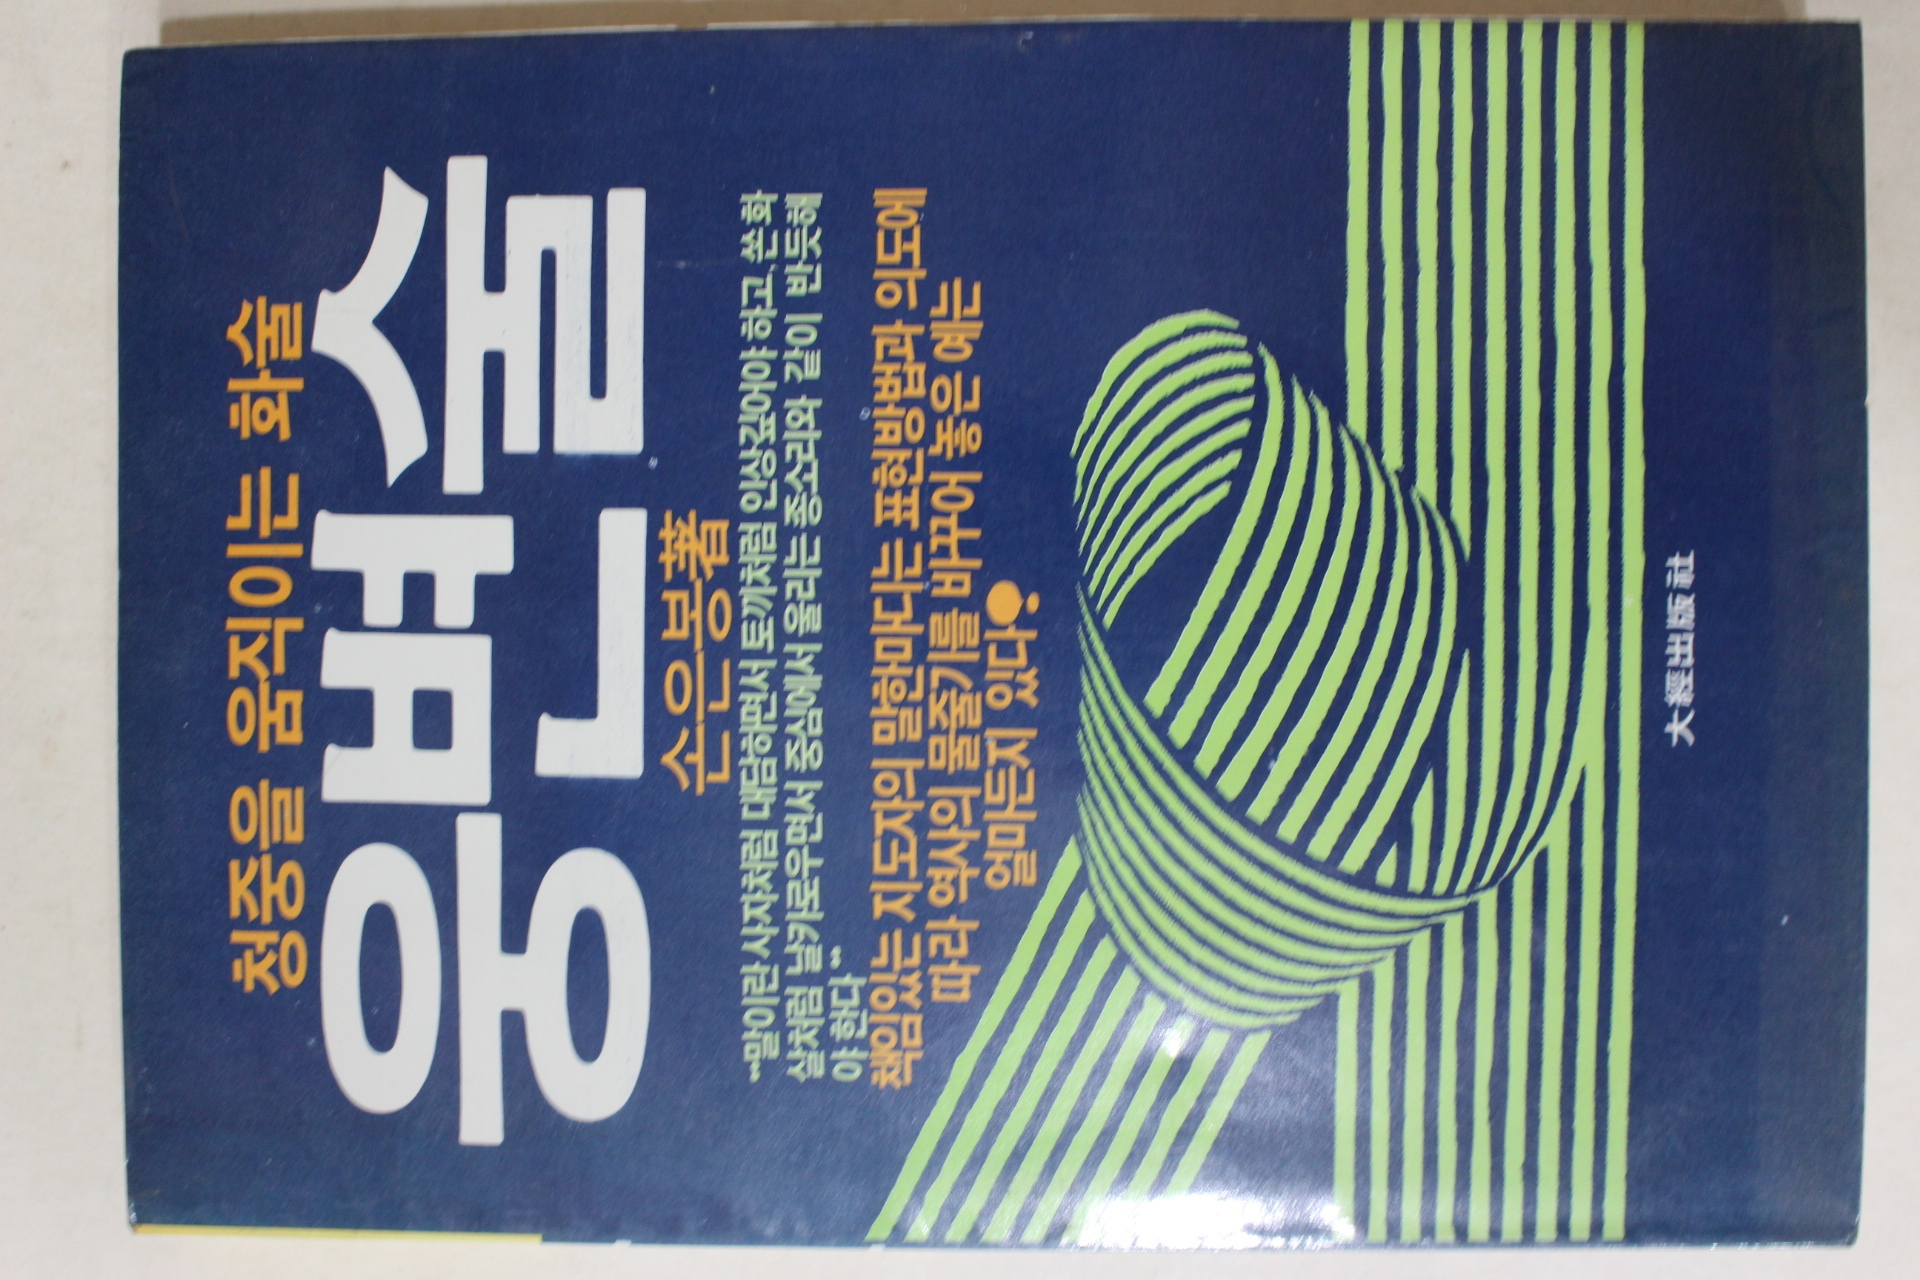 청중을 움직이는 화술
웅변술
손은봉著
“말이란 사자처럼 대담하면서 토끼처럼 인상깊어야 하고, 쏜 화
살처럼 날카로우면서 중심에서 울리는 종소리와 같이 반듯해
야 한다”
책임있는 지도자의 말한마디는 표현방법과 의도에
따라 역사의 물줄기를 바꾸어 놓은 예는
얼마든지 있다!
大經出版社